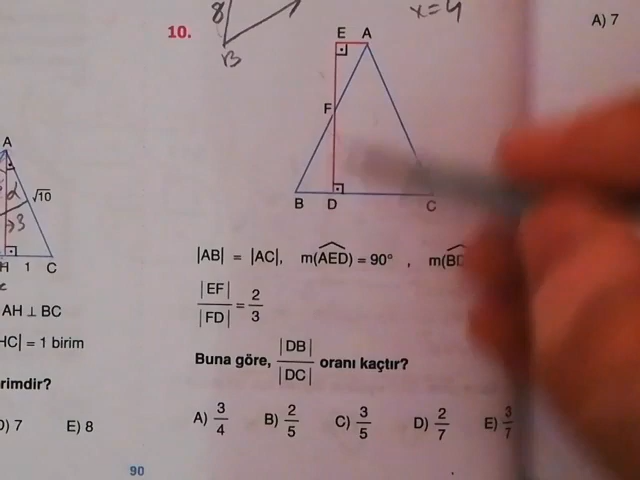 8
B
x=4
A) 7
10.
E A
F
B D C
A
α
√10
3
H 1 C
AH ⊥ BC
HC| = 1 birim
A) 3/4 B) 2/5 C) 3/5 D) 2/7 E) 3/7
|AB| = |AC|, m(AED) = 90° , m(BD
|EF|/|FD| = 2/3
Buna göre, |DB|/|DC| oranı kaçtır?
7 E) 8
90